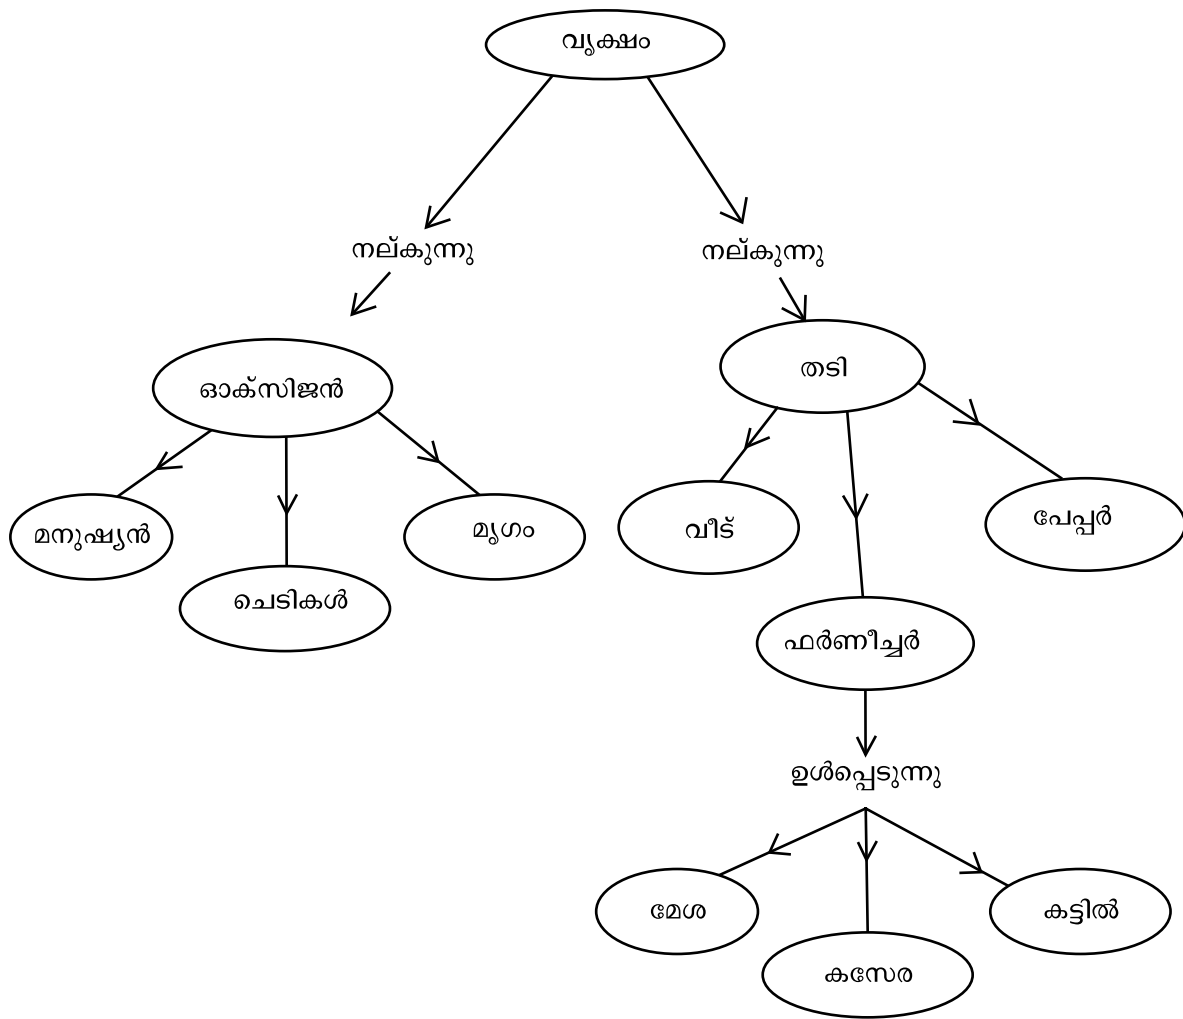 വൃക്ഷം
നല്കുന്നു
നല്കുന്നു
ഓക്സിജൻ
തടി
മനുഷ്യൻ
ചെടികൾ
മൃഗം
വീട്
പേപ്പർ
ഫർണീച്ചർ
ഉൾപ്പെടുന്നു
മേശ
കസേര
കട്ടിൽ